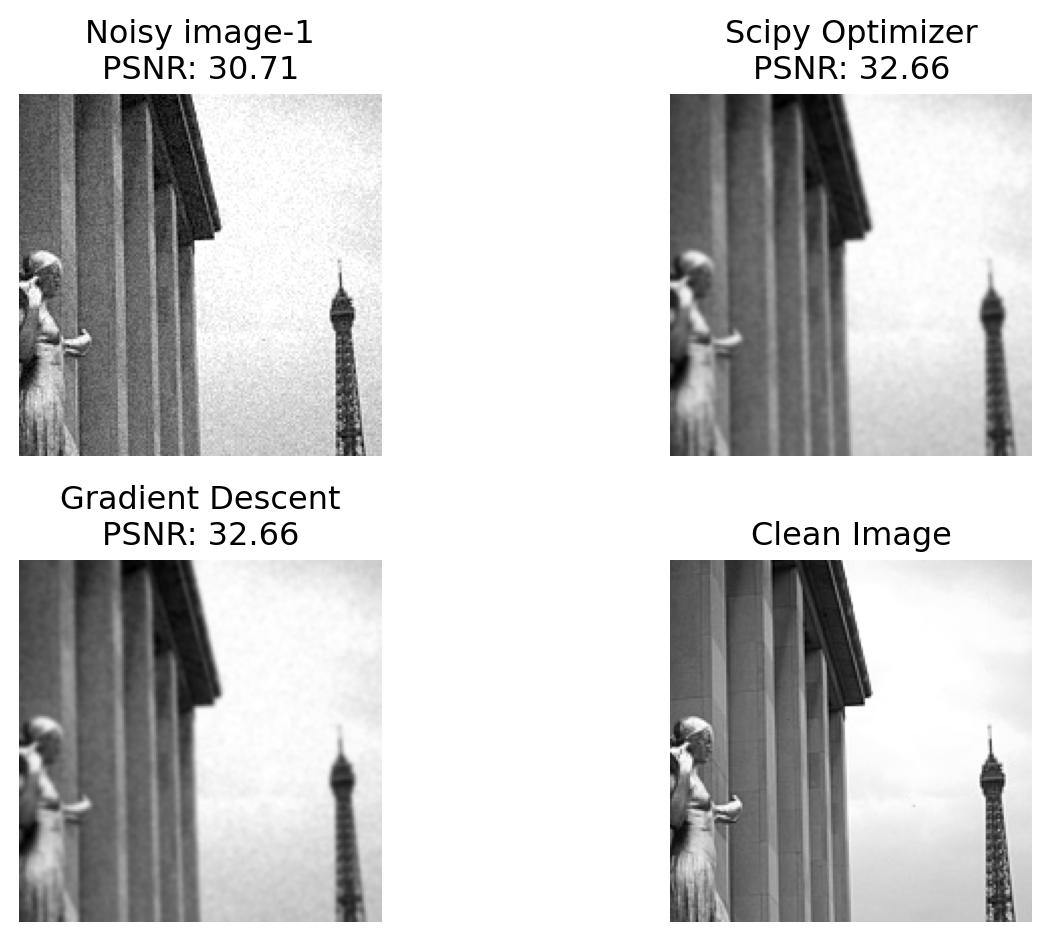 Noisy image-1
PSNR: 30.71
Scipy Optimizer
PSNR: 32.66
Gradient Descent
PSNR: 32.66
Clean Image